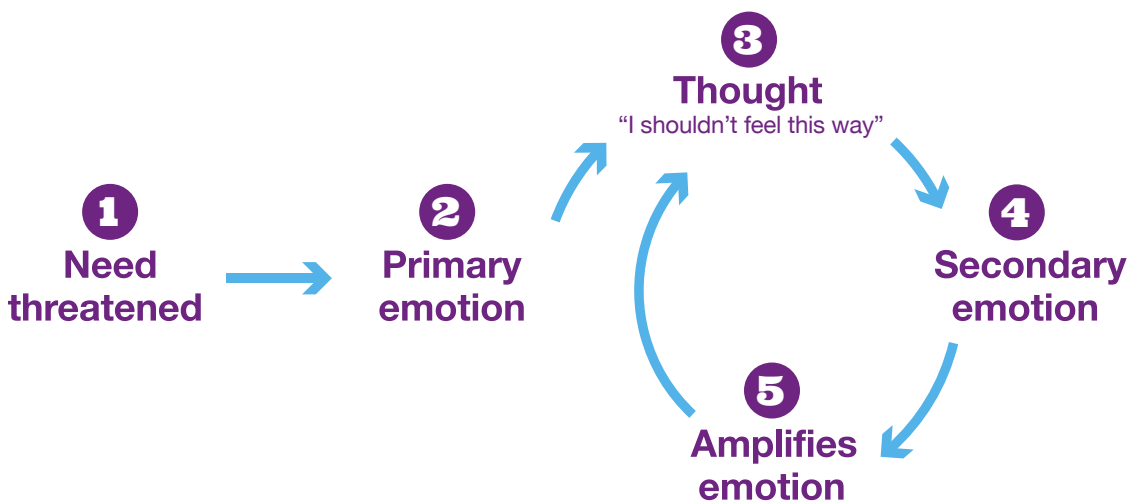 1
Need
threatened
2
Primary
emotion
3
Thought
“I shouldn’t feel this way”
4
Secondary
emotion
5
Amplifies
emotion